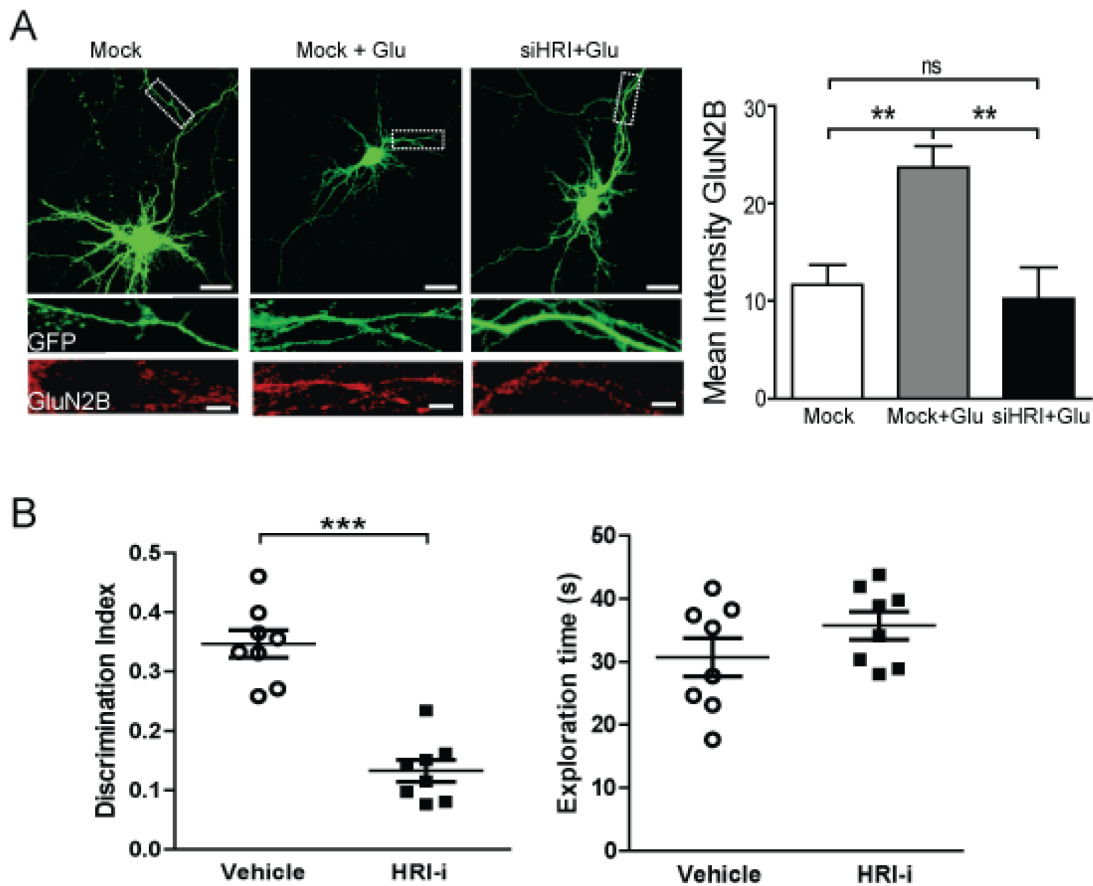 A
Mock
Mock + Glu
siHRI+Glu
GFP
GluN2B
ns
** **
Mean Intensity GluN2B
30
20
10
0
Mock Mock+Glu siHRI+Glu
B
***
Discrimination Index
0.5
0.4
0.3
0.2
0.1
0.0
Vehicle HRI-i
Exploration time (s)
50
40
30
20
10
0
Vehicle HRI-i